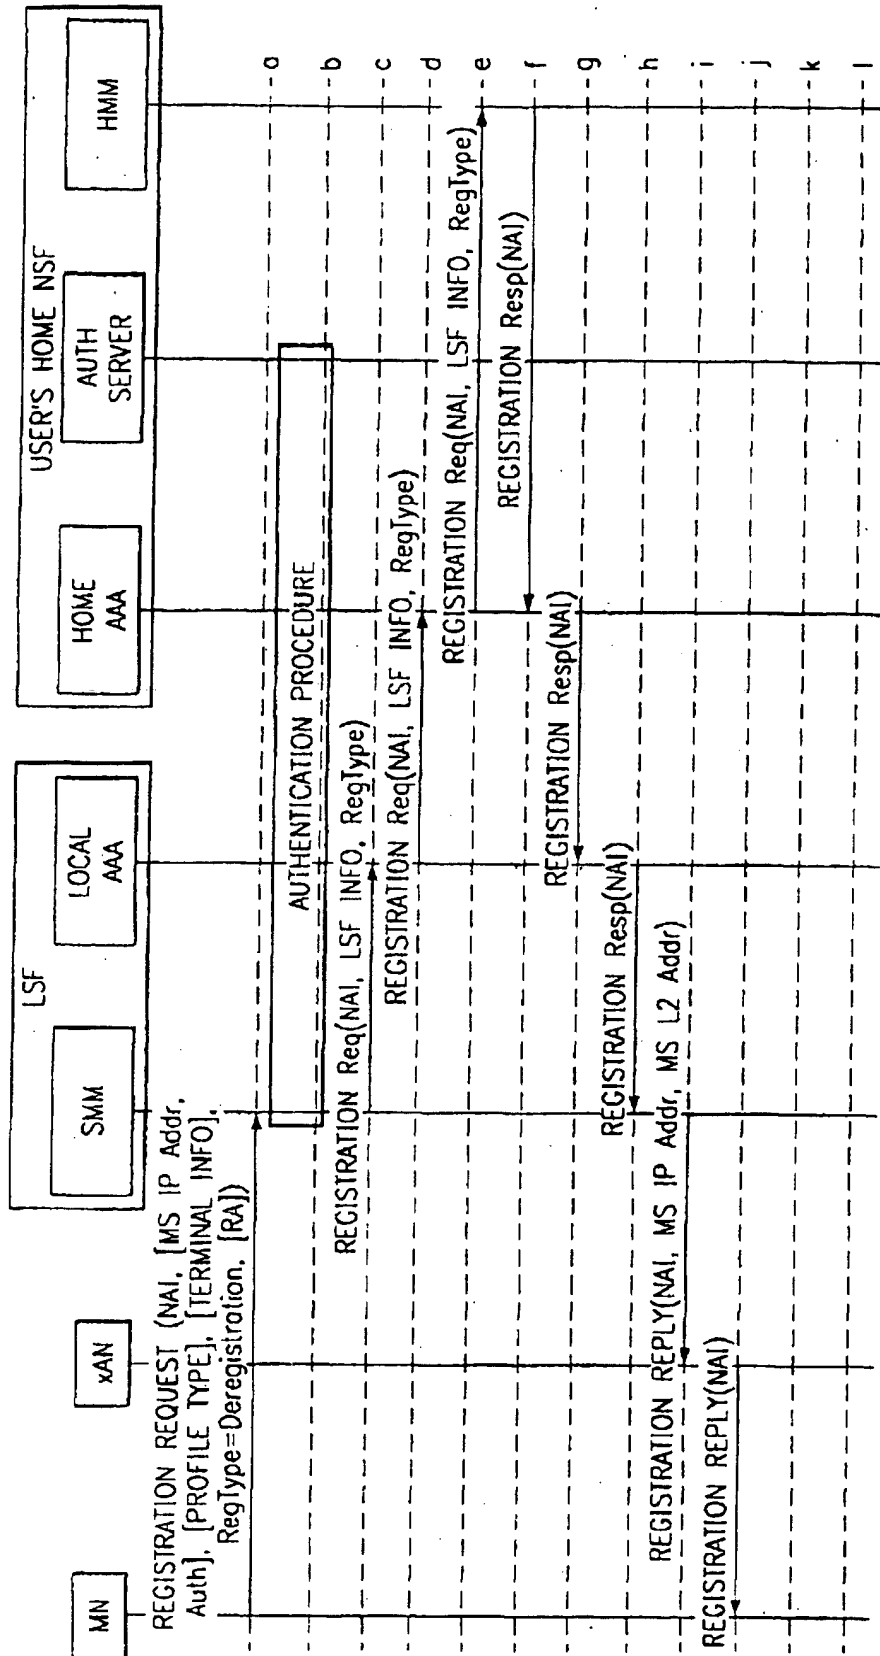 LSF
USER'S HOME NSF
MN
xAN
SMM
LOCAL
AAA
HOME
AAA
AUTH
SERVER
HMM
REGISTRATION REQUEST (NAI, [MS IP Addr,
Auth], [PROFILE TYPE], [TERMINAL INFO],
RegType=Deregistration, [RA])
a
AUTHENTICATION PROCEDURE
b
REGISTRATION Req(NAI, LSF INFO, RegType)
c
REGISTRATION Req(NAI, LSF INFO, RegType)
d
REGISTRATION Req(NAI, LSF INFO, RegType)
e
REGISTRATION Resp(NAI)
f
REGISTRATION Resp(NAI)
g
REGISTRATION Resp(NAI)
h
REGISTRATION REPLY(NAI, MS IP Addr, MS L2 Addr)
i
REGISTRATION REPLY(NAI)
j
k
l